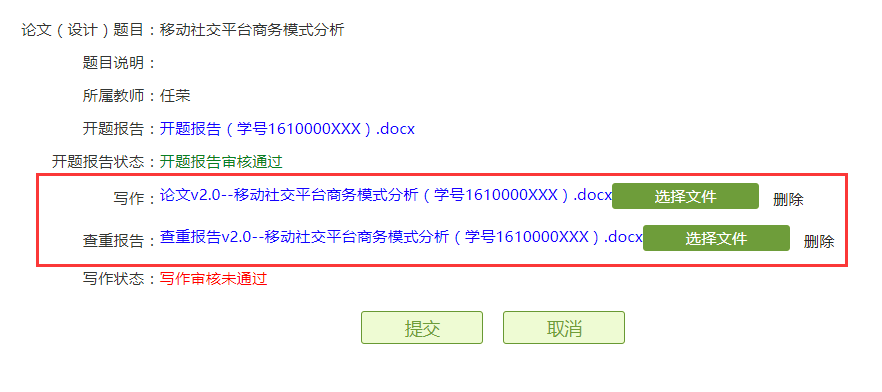 论文（设计）题目：移动社交平台商务模式分析
题目说明：
所属教师：任荣
开题报告：开题报告（学号1610000XXX）.docx
开题报告状态：开题报告审核通过
写作：论文v2.0--移动社交平台商务模式分析（学号1610000XXX）.docx 选择文件 删除
查重报告：查重报告v2.0--移动社交平台商务模式分析（学号1610000XXX）.docx 选择文件 删除
写作状态：写作审核未通过
提交 取消